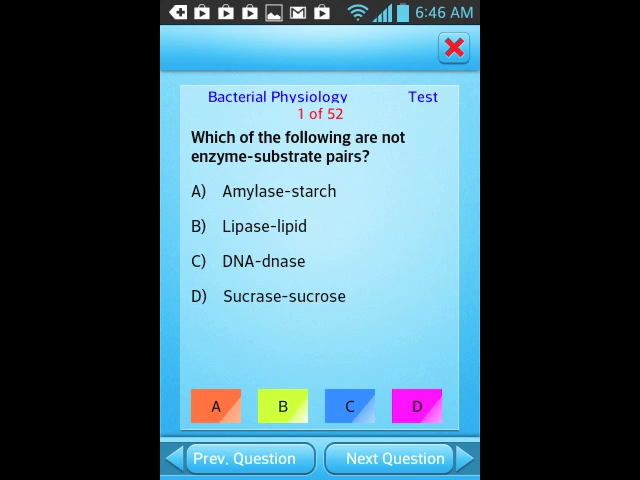 6:46 AM
Bacterial Physiology Test
1 of 52
Which of the following are not
enzyme-substrate pairs?
A) Amylase-starch
B) Lipase-lipid
C) DNA-dnase
D) Sucrase-sucrose
A B C D
Prev. Question Next Question